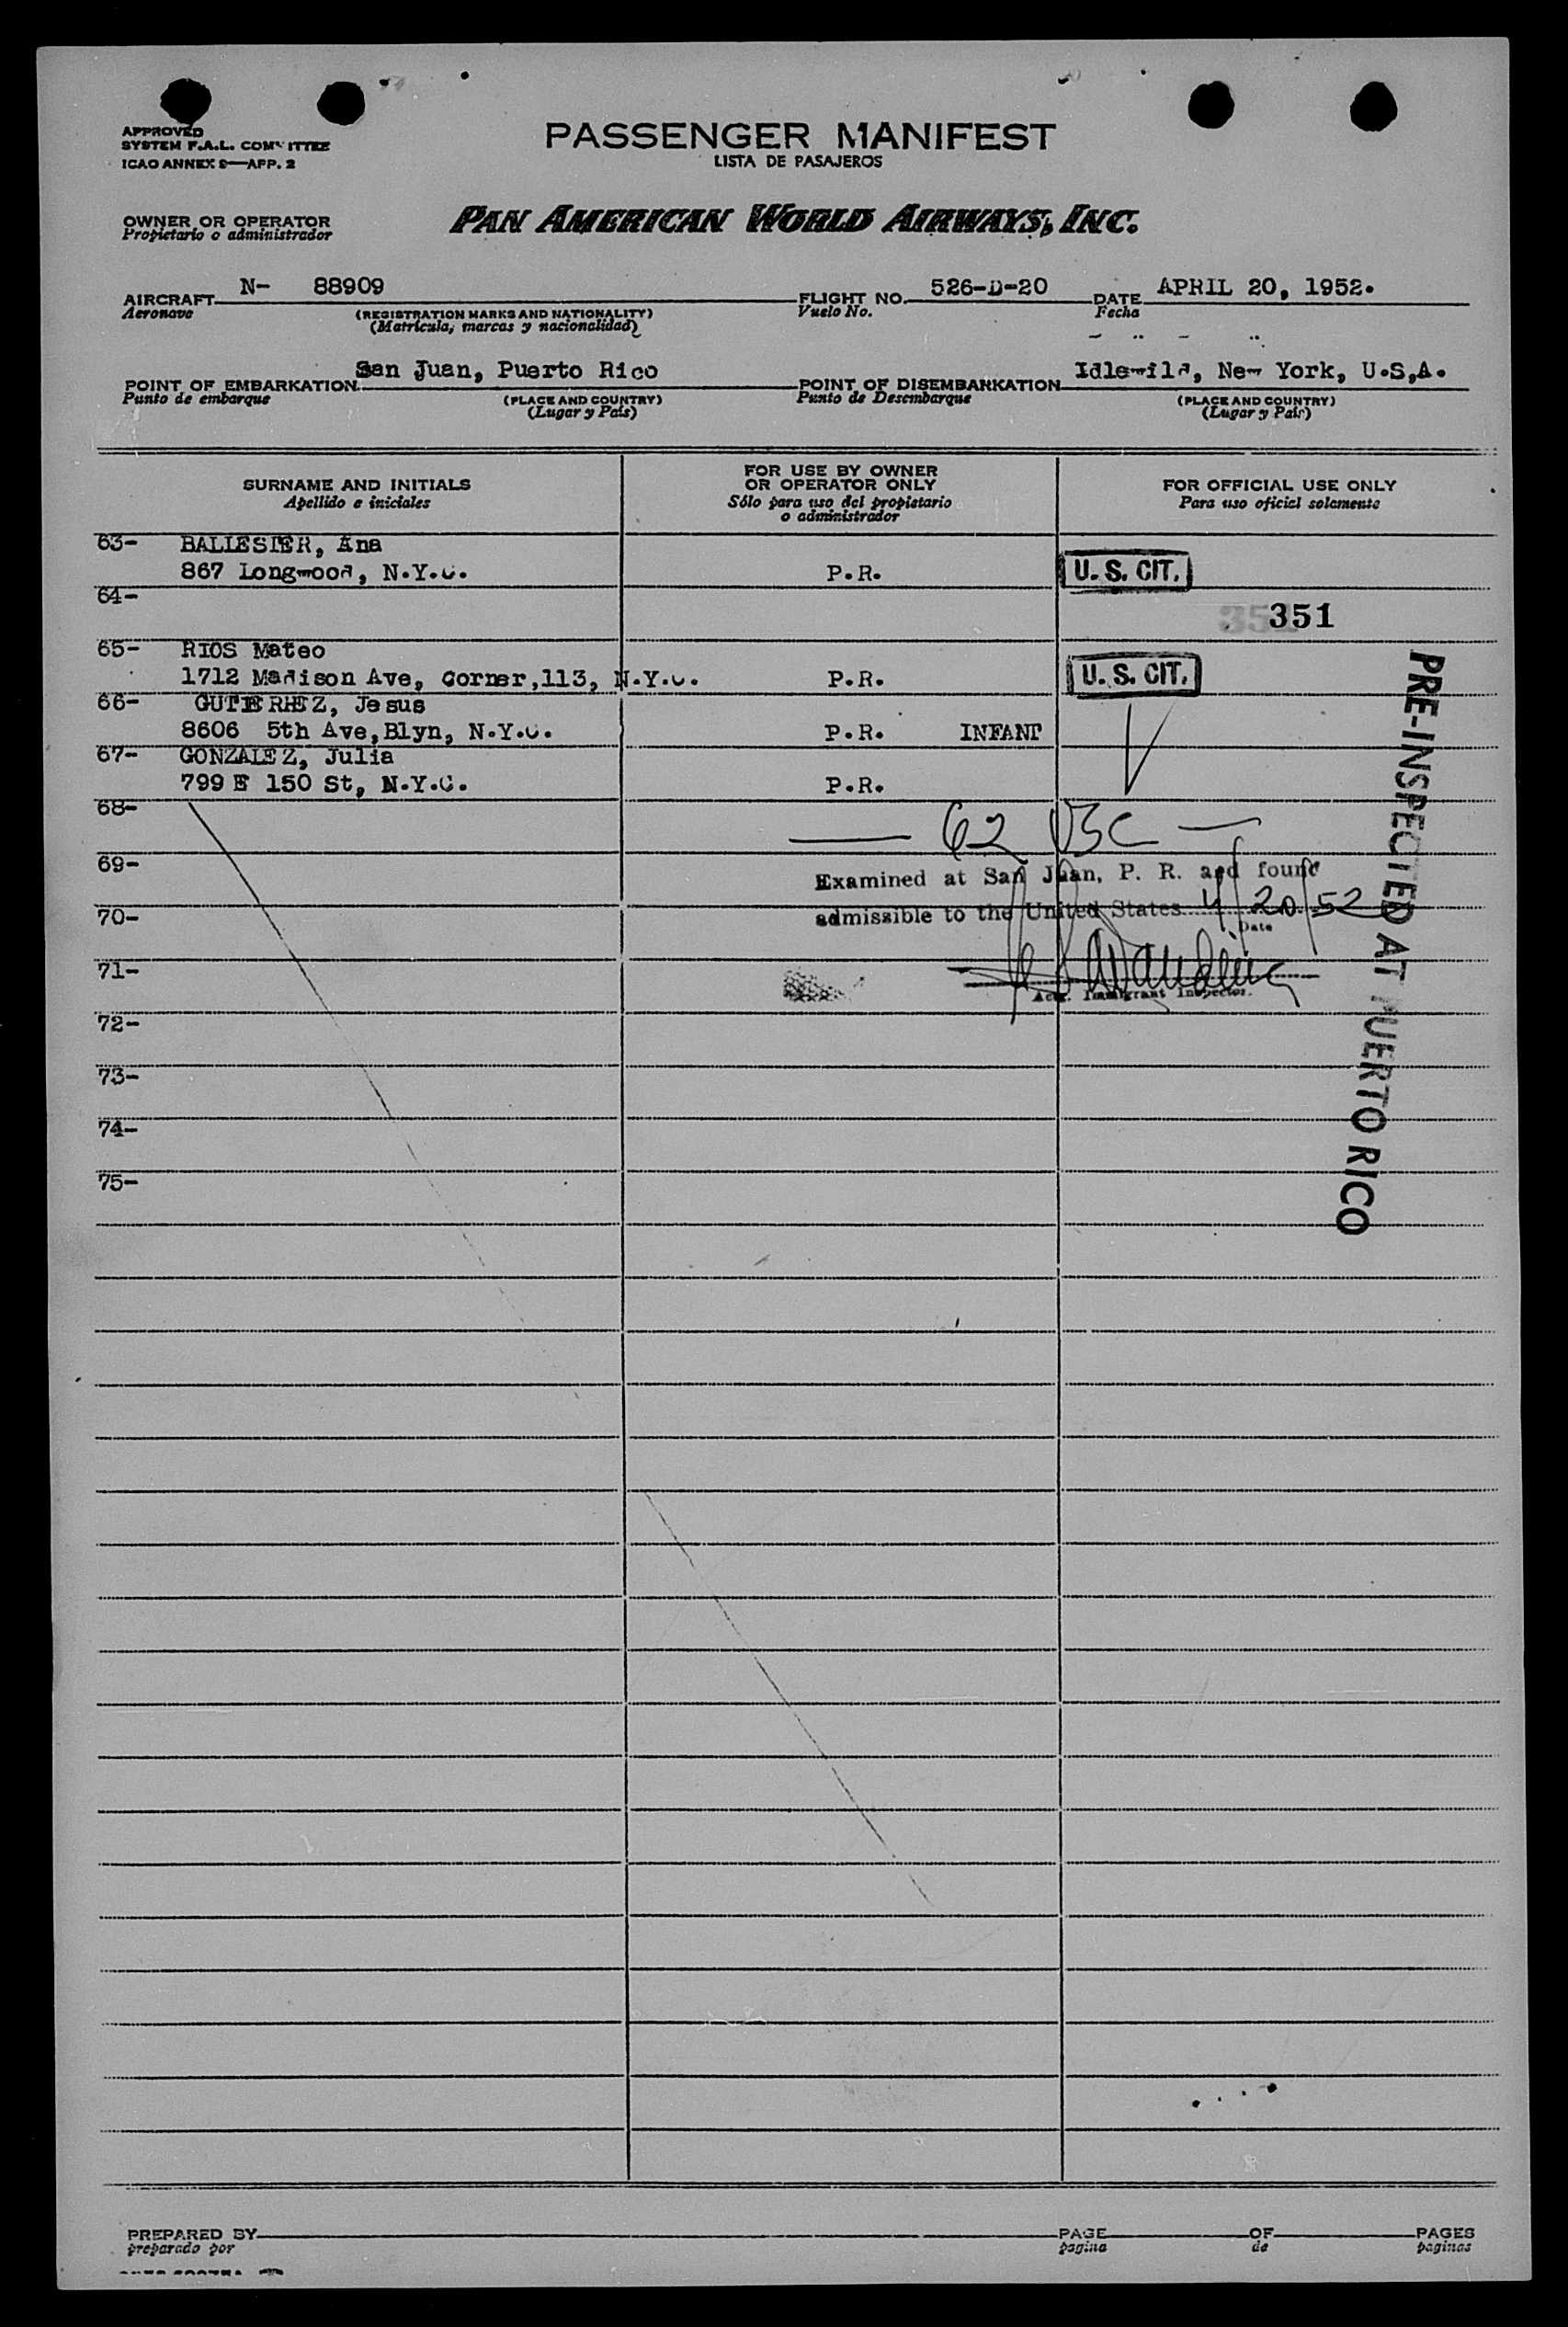 APPROVED
SYSTEM F.A.L. COMMITTEE
ICAO ANNEX 9—APP. 2
PASSENGER MANIFEST
LISTA DE PASAJEROS
OWNER OR OPERATOR
Propietario o administrador
PAN AMERICAN WORLD AIRWAYS, INC.
AIRCRAFT N- 88909 FLIGHT NO. 526-D-20 DATE APRIL 20, 1952.
Aeronave (REGISTRATION MARKS AND NATIONALITY) Vuelo No. Fecha
(Matrícula, marcas y nacionalidad)
POINT OF EMBARKATION San Juan, Puerto Rico POINT OF DISEMBARKATION Idlewild, New York, U.S,A.
Punto de embarque (PLACE AND COUNTRY) Punto de Desembarque (PLACE AND COUNTRY)
(Lugar y País) (Lugar y País)
SURNAME AND INITIALS FOR USE BY OWNER OR OPERATOR ONLY FOR OFFICIAL USE ONLY
Apellido e iniciales Sólo para uso del propietario o administrador Para uso oficial solamente
63- BALLESTER, Ana
867 Longwood, N.Y.C. P.R. U. S. CIT.
64-
351
65- RIOS Mateo
1712 Madison Ave, Corner,113, N.Y.C. P.R. U. S. CIT.
66- GUTIERREZ, Jesus
8606 5th Ave,Blyn, N.Y.C. P.R. INFANT
67- GONZALEZ, Julia
799 E 150 St, N.Y.C. P.R.
68-
62 USC
69-
Examined at San Juan, P. R. and found
70- admissible to the United States 4/20/52
Date
71-
Actg. Immigrant Inspector.
72-
73-
74-
75-
PRE-INSPECTED AT PUERTO RICO
PREPARED BY PAGE OF PAGES
preparado por pagina de paginas